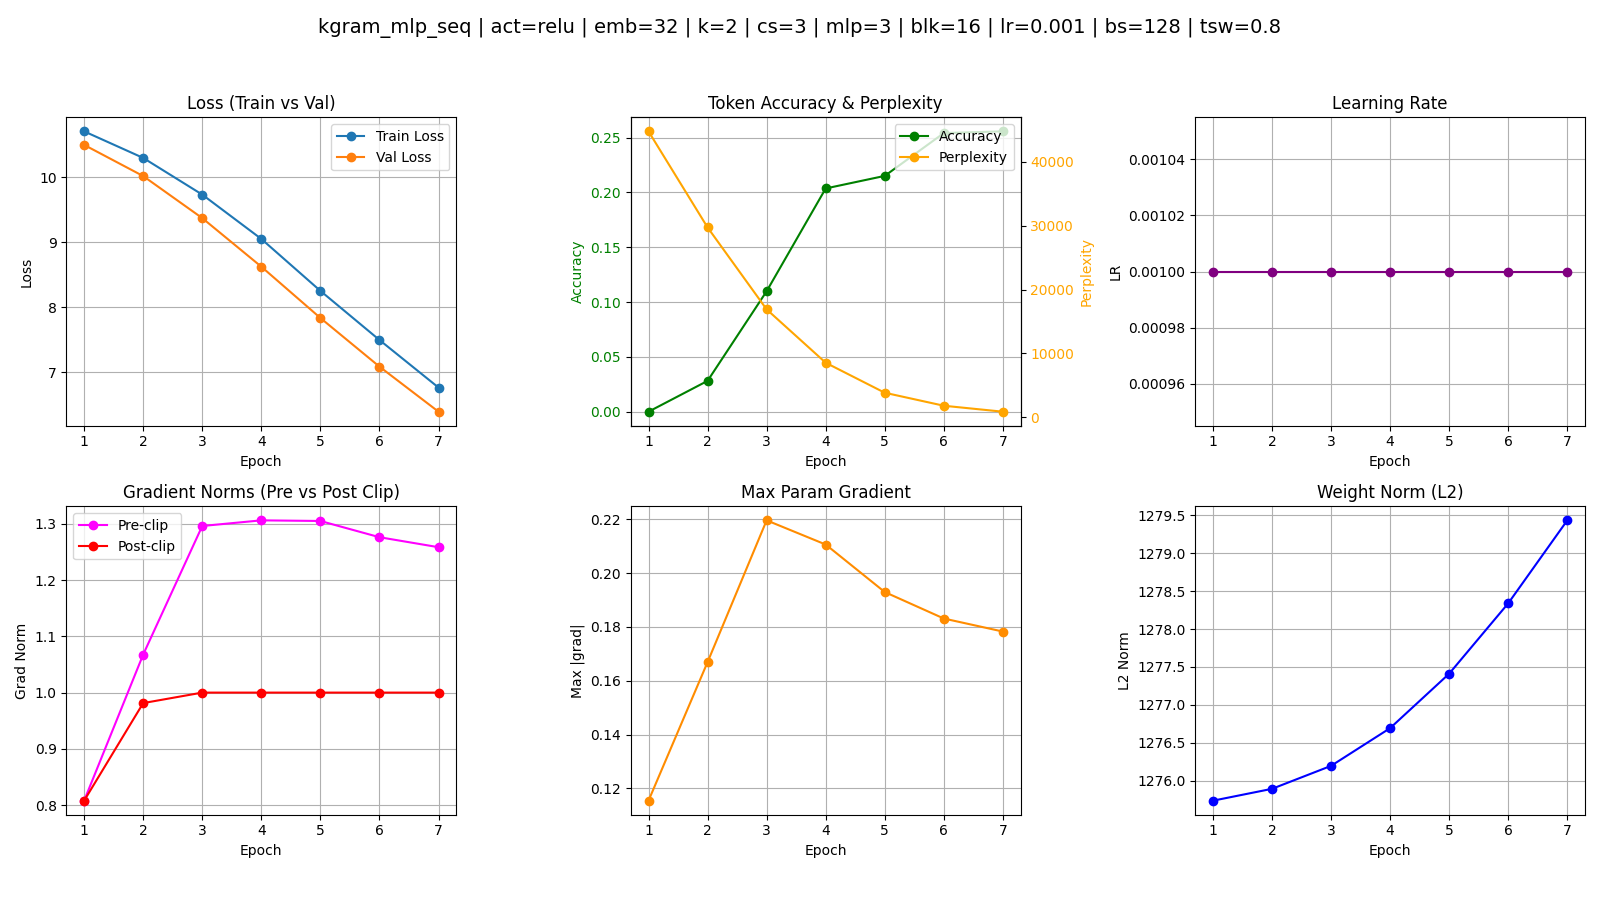 kgram_mlp_seq | act=relu | emb=32 | k=2 | cs=3 | mlp=3 | blk=16 | lr=0.001 | bs=128 | tsw=0.8
Loss (Train vs Val)
Train Loss
Val Loss
10
9
8
7
Loss
1 2 3 4 5 6 7
Epoch
Token Accuracy & Perplexity
Accuracy
Perplexity
0.25
0.20
0.15
0.10
0.05
0.00
Accuracy
40000
30000
20000
10000
0
Perplexity
1 2 3 4 5 6 7
Epoch
Learning Rate
0.00104
0.00102
0.00100
0.00098
0.00096
LR
1 2 3 4 5 6 7
Epoch
Gradient Norms (Pre vs Post Clip)
Pre-clip
Post-clip
1.3
1.2
1.1
1.0
0.9
0.8
Grad Norm
1 2 3 4 5 6 7
Epoch
Max Param Gradient
0.22
0.20
0.18
0.16
0.14
0.12
Max |grad|
1 2 3 4 5 6 7
Epoch
Weight Norm (L2)
1279.5
1279.0
1278.5
1278.0
1277.5
1277.0
1276.5
1276.0
L2 Norm
1 2 3 4 5 6 7
Epoch